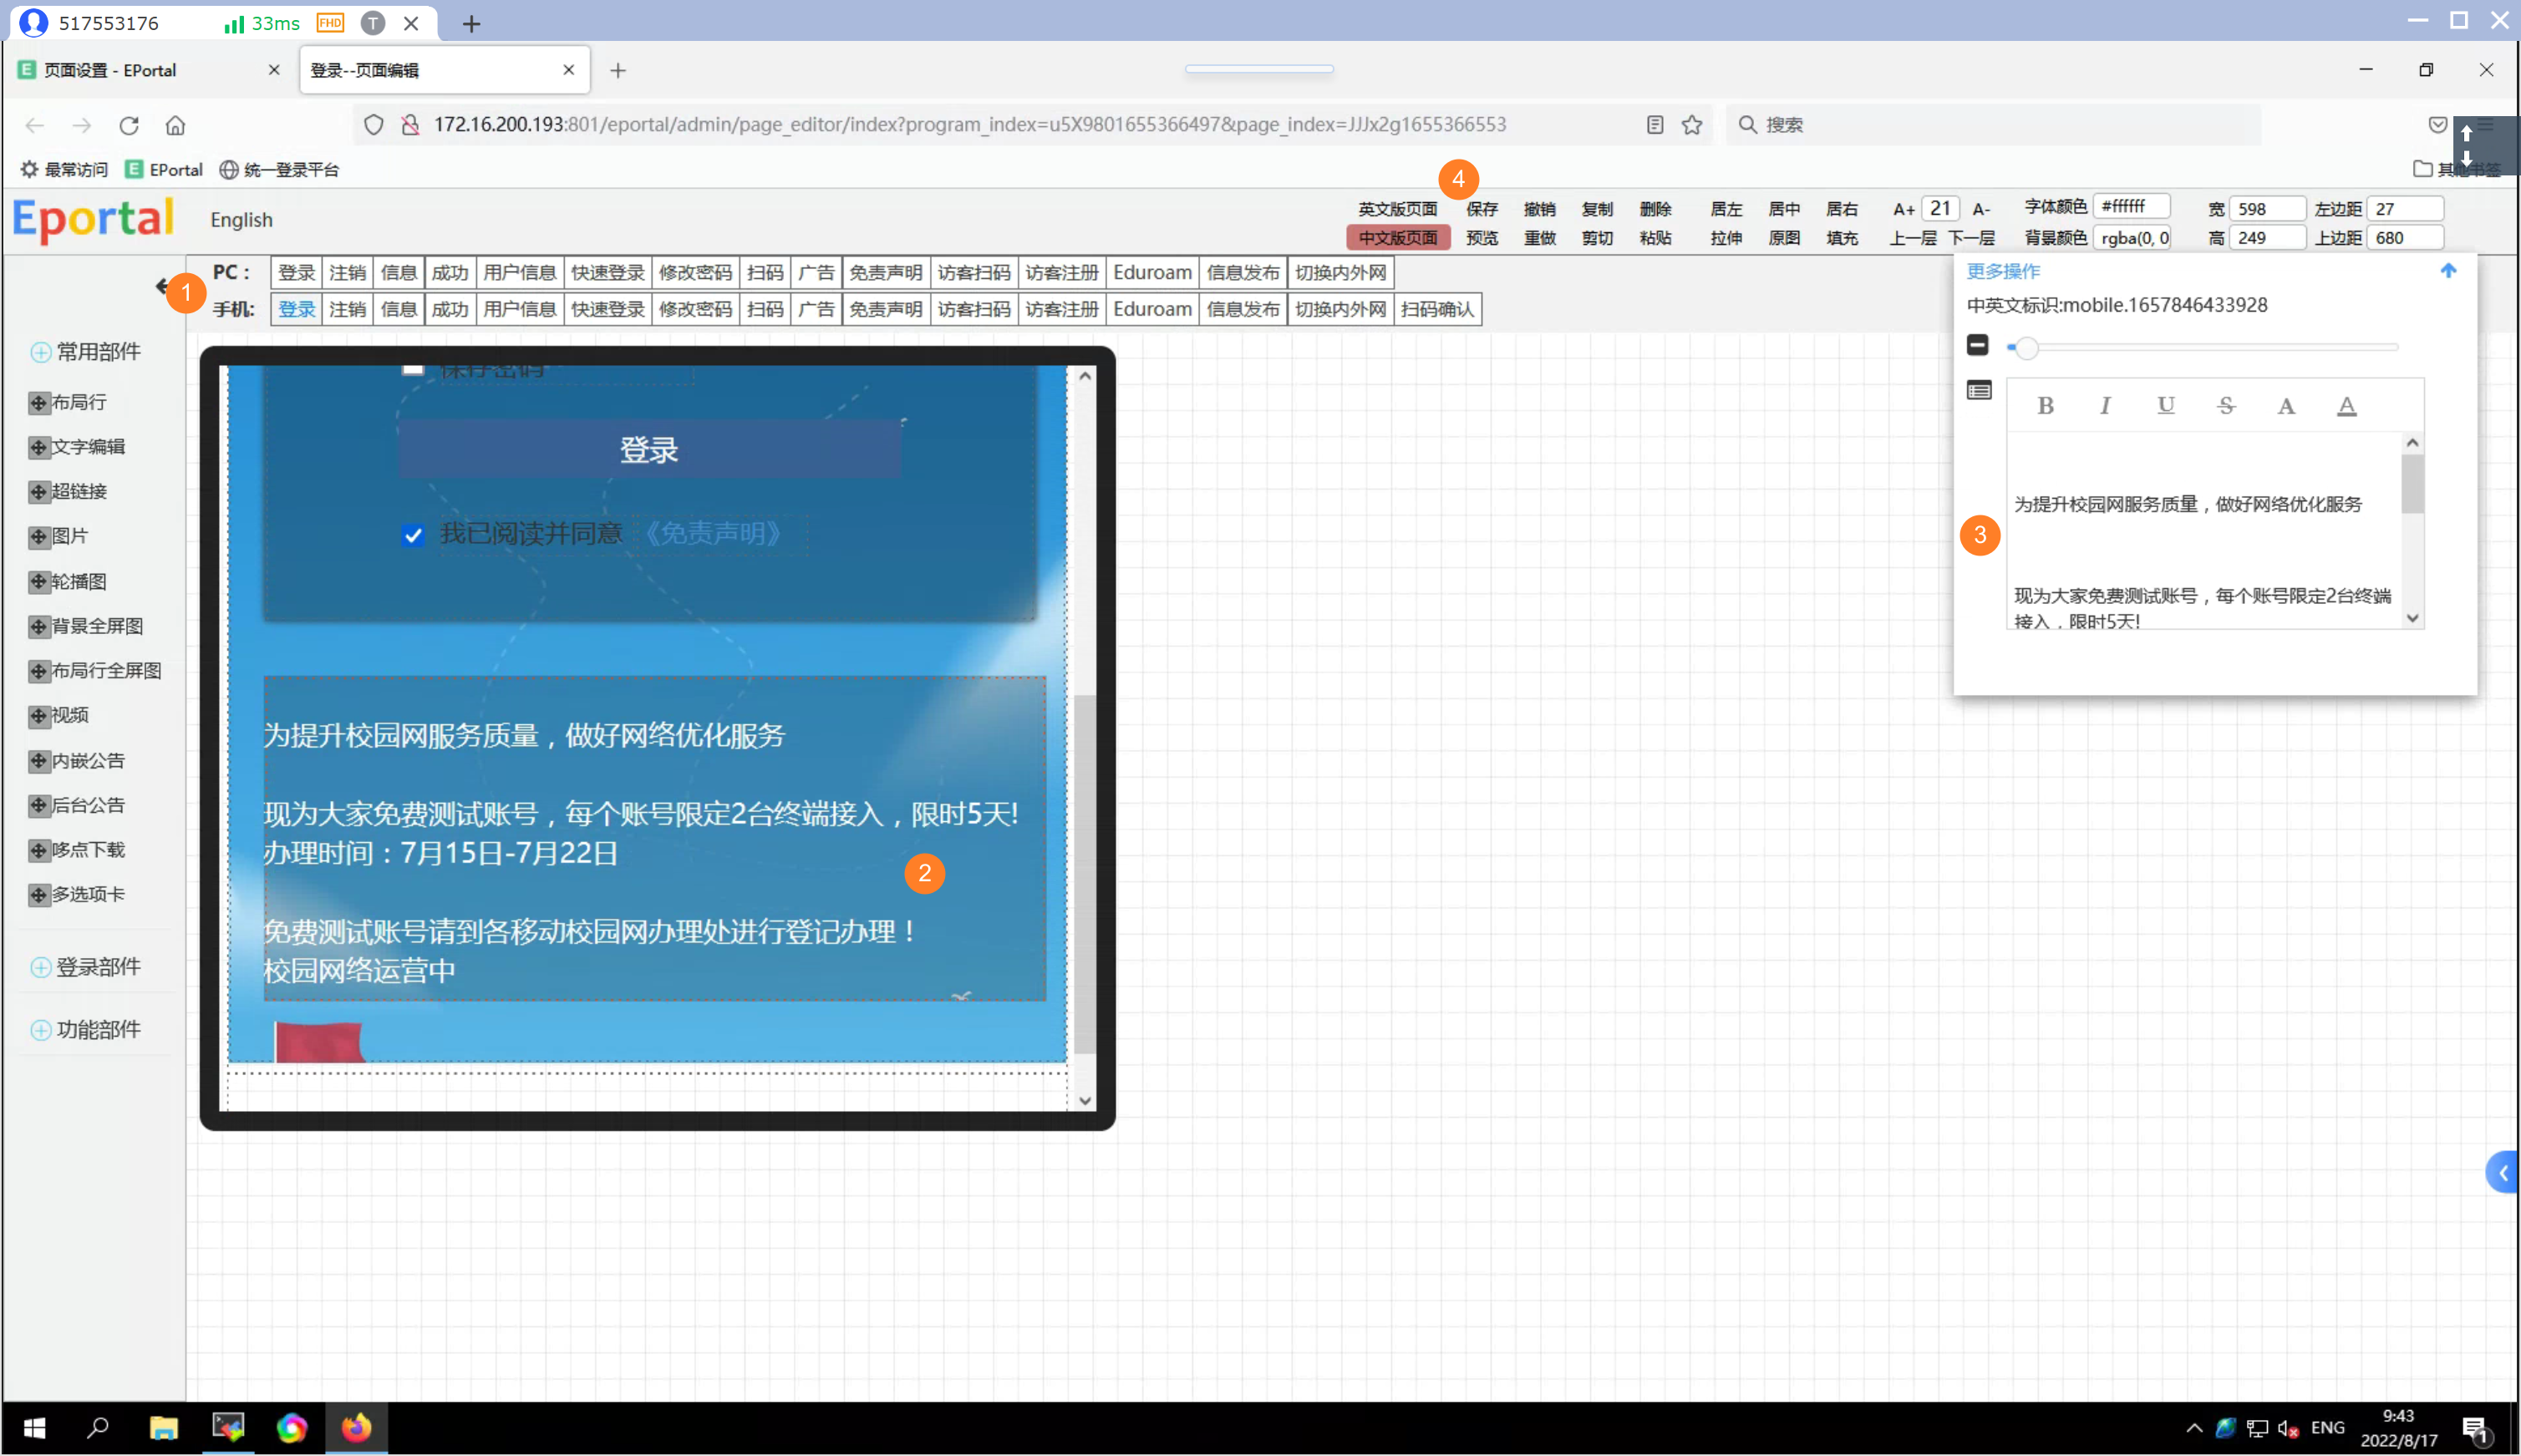 517553176 33ms FHD T
页面设置 - EPortal
登录--页面编辑
172.16.200.193:801/eportal/admin/page_editor/index?program_index=u5X9801655366497&page_index=JJJx2g1655366553
搜索
最常访问 EPortal 统一登录平台
其他书签
Eportal English
英文版页面 保存 撤销 复制 删除 居左 居中 居右 A+ 21 A- 字体颜色 #ffffff 宽 598 左边距 27
中文版页面 预览 重做 剪切 粘贴 拉伸 原图 填充 上一层 下一层 背景颜色 rgba(0, 0 高 249 上边距 680
4
1
PC： 登录 注销 信息 成功 用户信息 快速登录 修改密码 扫码 广告 免责声明 访客扫码 访客注册 Eduroam 信息发布 切换内外网
手机: 登录 注销 信息 成功 用户信息 快速登录 修改密码 扫码 广告 免责声明 访客扫码 访客注册 Eduroam 信息发布 切换内外网 扫码确认
更多操作
中英文标识:mobile.1657846433928
B I U S A A
为提升校园网服务质量，做好网络优化服务
3
现为大家免费测试账号，每个账号限定2台终端
接入，限时5天!
常用部件
布局行
文字编辑
超链接
图片
轮播图
背景全屏图
布局行全屏图
视频
内嵌公告
后台公告
哆点下载
多选项卡
登录部件
功能部件
保存密码
登录
我已阅读并同意 《免责声明》
为提升校园网服务质量，做好网络优化服务
现为大家免费测试账号，每个账号限定2台终端接入，限时5天!
办理时间：7月15日-7月22日
2
免费测试账号请到各移动校园网办理处进行登记办理！
校园网络运营中
ENG
9:43
2022/8/17
1